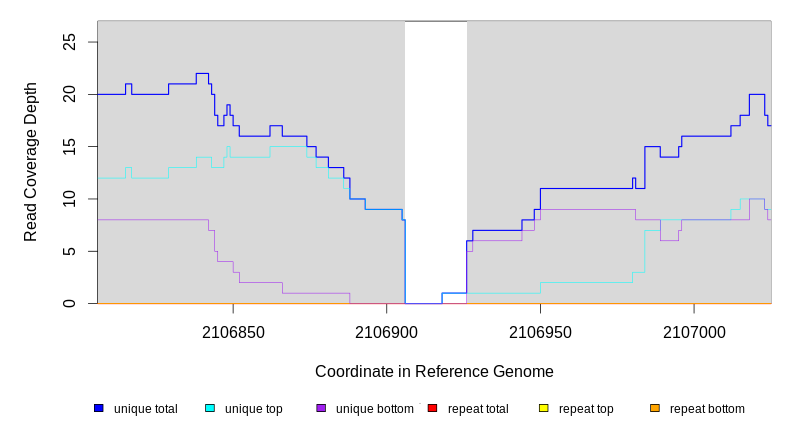 Read Coverage Depth
25
20
15
10
5
0
2106850 2106900 2106950 2107000
Coordinate in Reference Genome
unique total unique top unique bottom repeat total repeat top repeat bottom